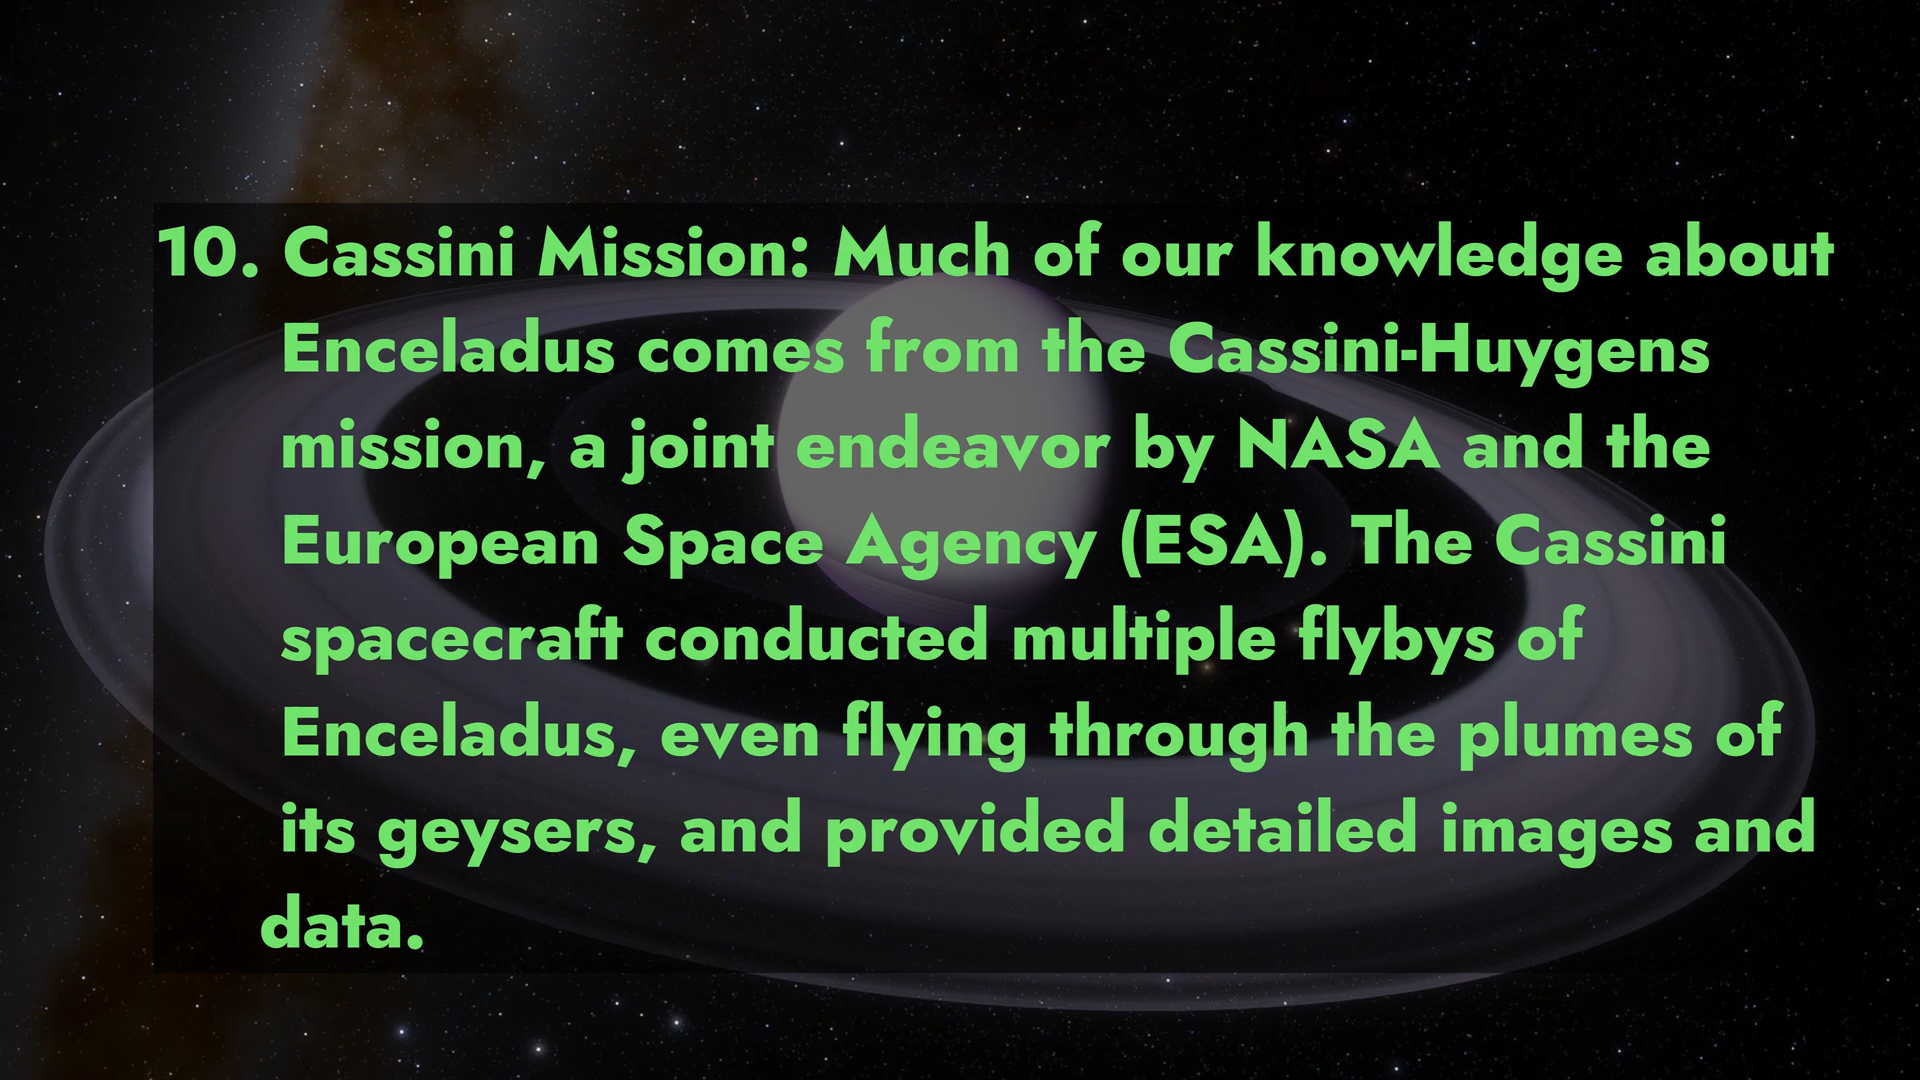 10. Cassini Mission: Much of our knowledge about
Enceladus comes from the Cassini-Huygens
mission, a joint endeavor by NASA and the
European Space Agency (ESA). The Cassini
spacecraft conducted multiple flybys of
Enceladus, even flying through the plumes of
its geysers, and provided detailed images and
data.